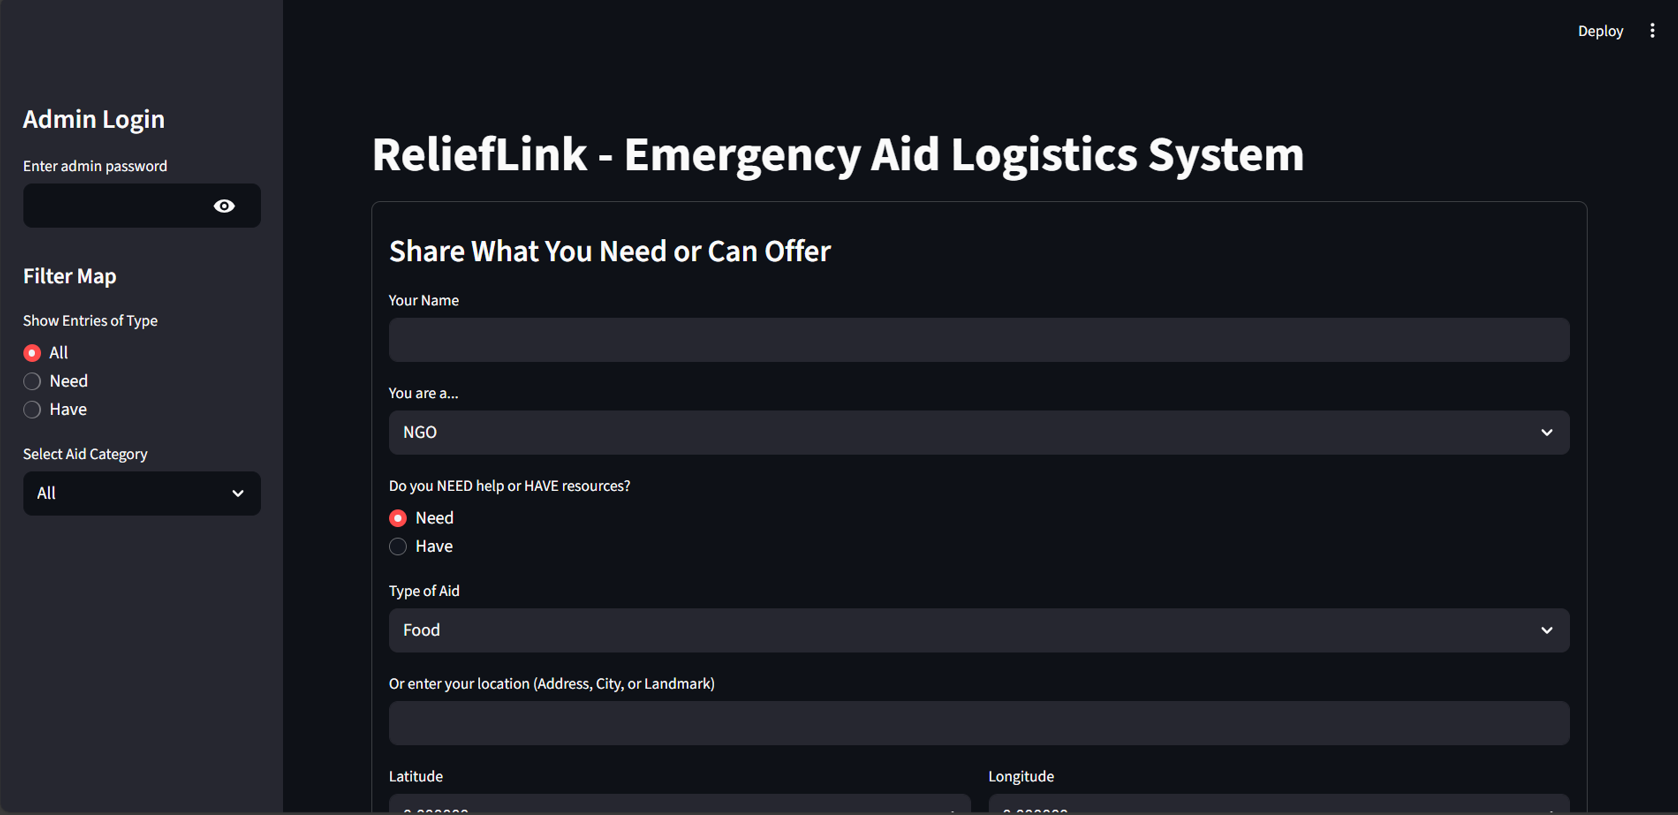 Deploy
Admin Login
Enter admin password
Filter Map
Show Entries of Type
All
Need
Have
Select Aid Category
All
ReliefLink - Emergency Aid Logistics System
Share What You Need or Can Offer
Your Name
You are a...
NGO
Do you NEED help or HAVE resources?
Need
Have
Type of Aid
Food
Or enter your location (Address, City, or Landmark)
Latitude
Longitude